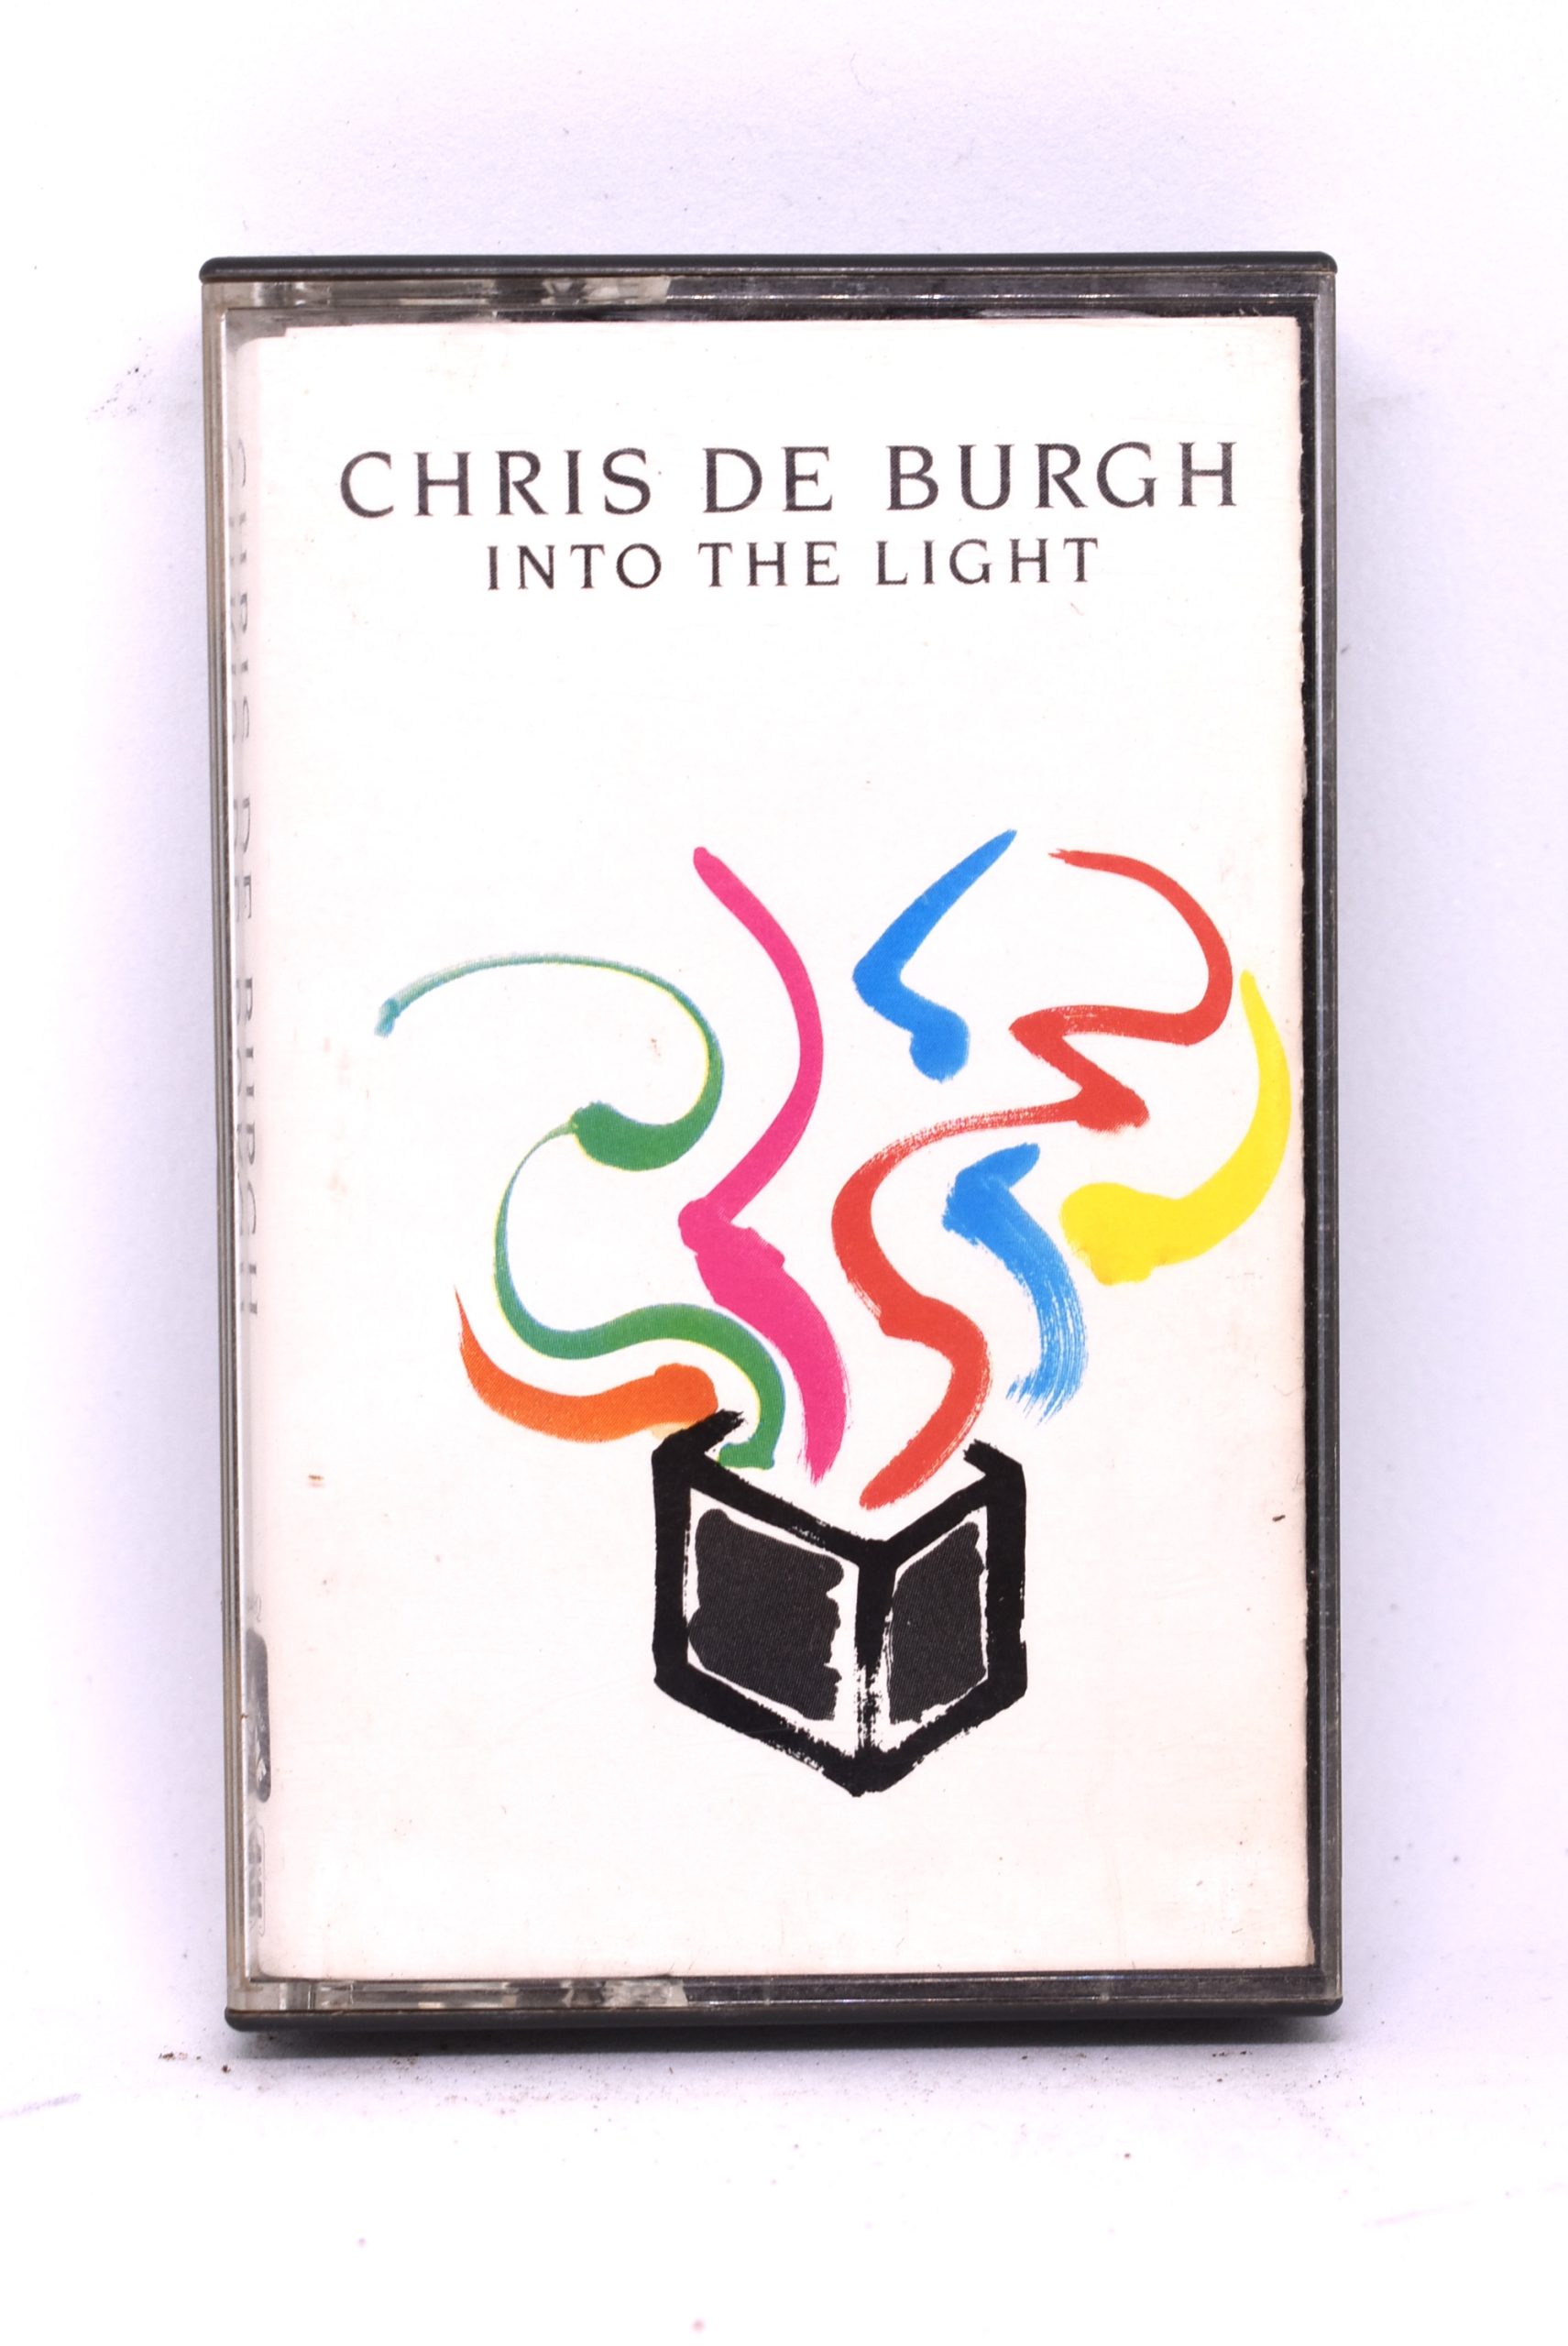 CHRIS DE BURGH
INTO THE LIGHT
CHRIS DE BURGH